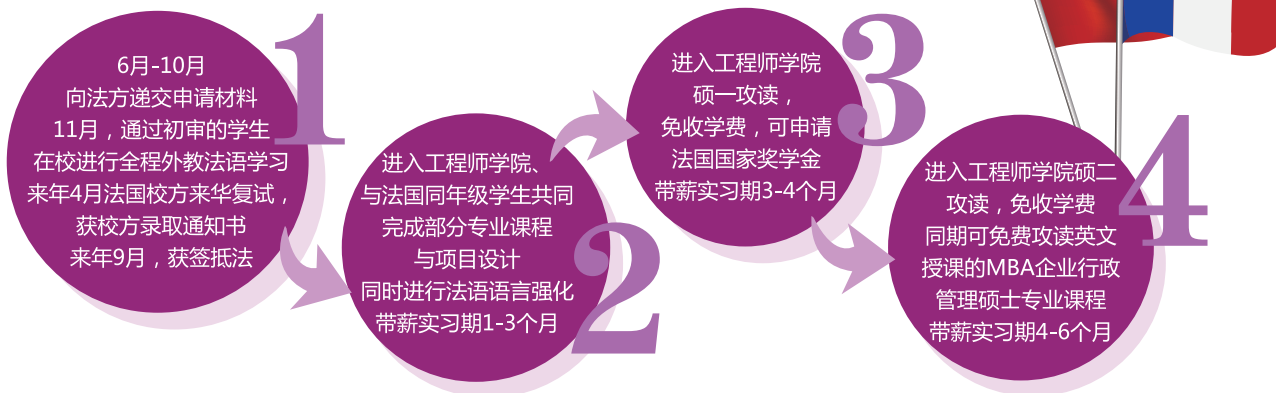 1
6月-10月
向法方递交申请材料
11月，通过初审的学生
在校进行全程外教法语学习
来年4月法国校方来华复试，
获校方录取通知书
来年9月，获签抵法
2
进入工程师学院、
与法国同年级学生共同
完成部分专业课程
与项目设计
同时进行法语语言强化
带薪实习期1-3个月
3
进入工程师学院
硕一攻读，
免收学费，可申请
法国国家奖学金
带薪实习期3-4个月
4
进入工程师学院硕二
攻读，免收学费
同期可免费攻读英文
授课的MBA企业行政
管理硕士专业课程
带薪实习期4-6个月